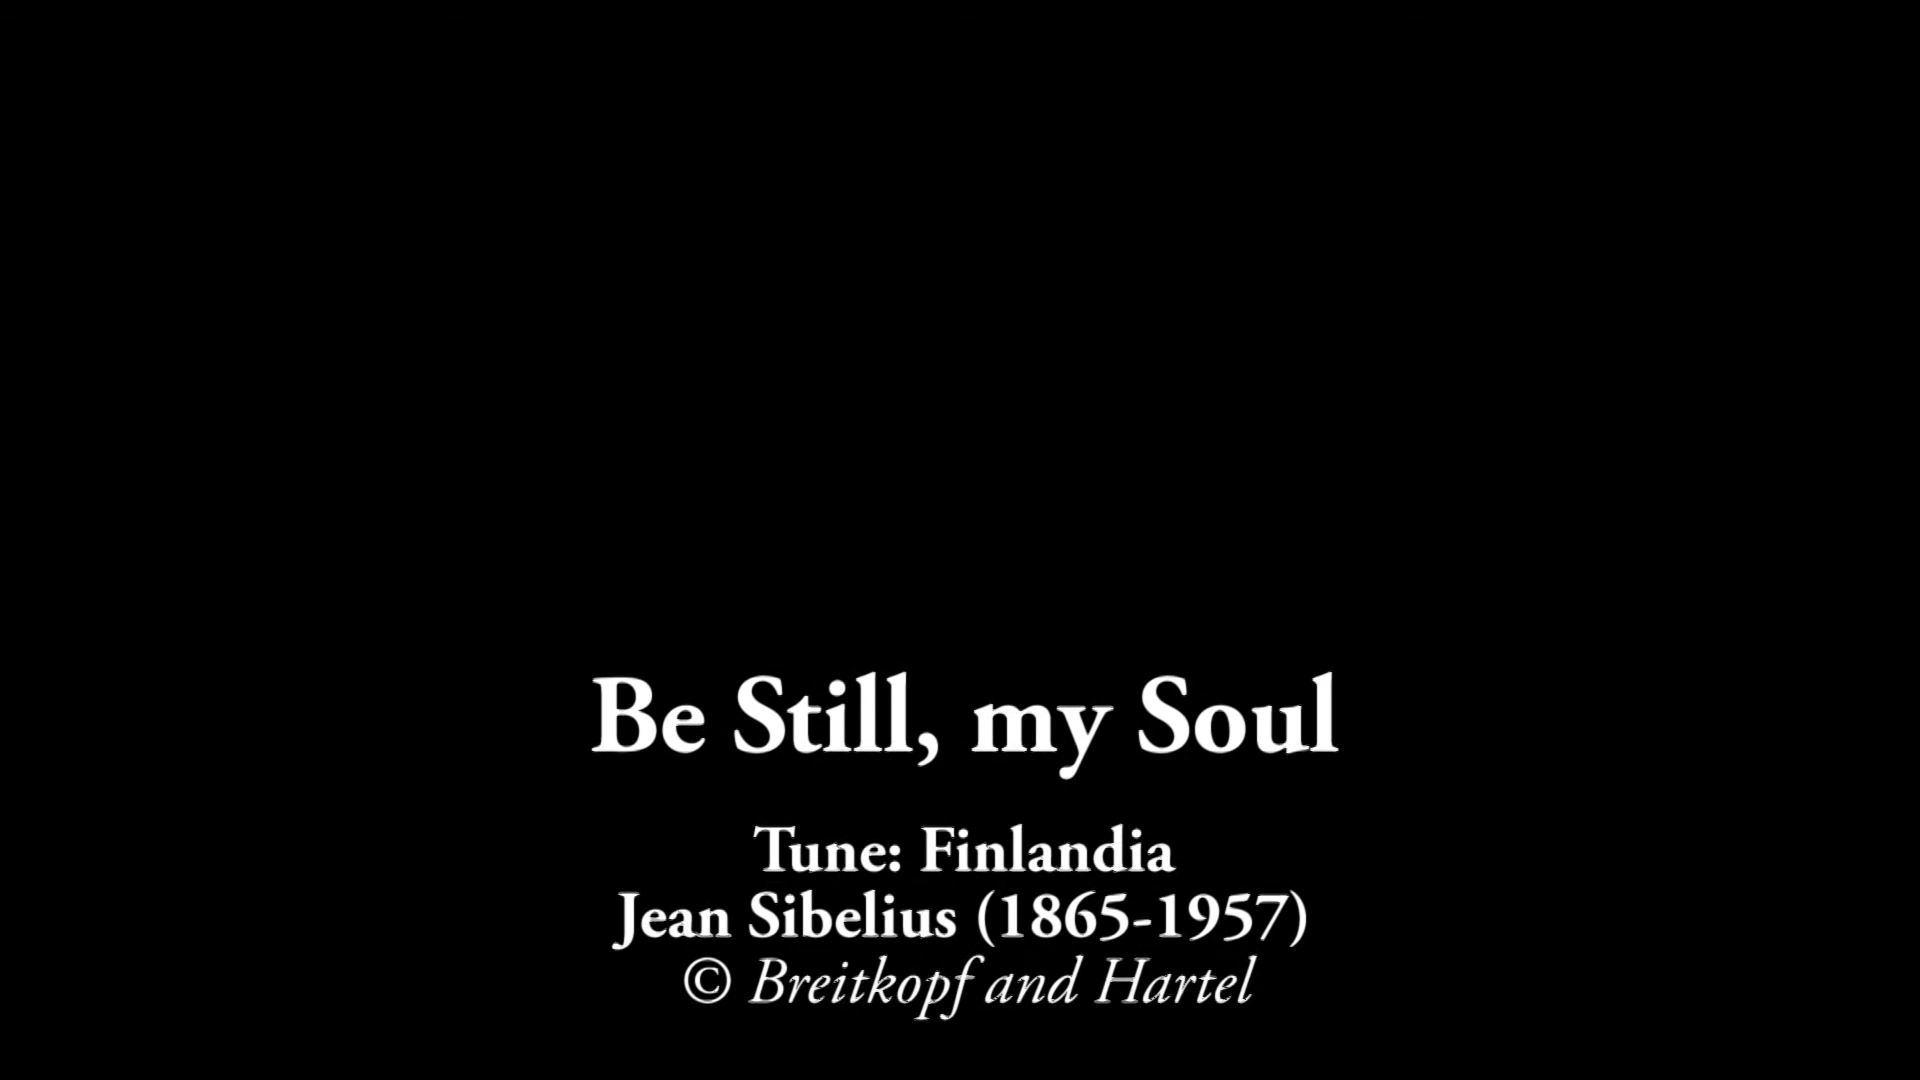 Be Still, my Soul
Tune: Finlandia
Jean Sibelius (1865-1957)
© Breitkopf and Hartel